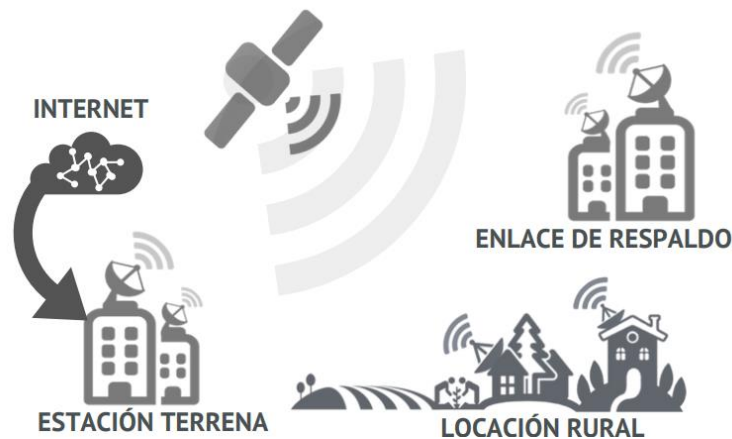 INTERNET
ENLACE DE RESPALDO
ESTACIÓN TERRENA
LOCACIÓN RURAL